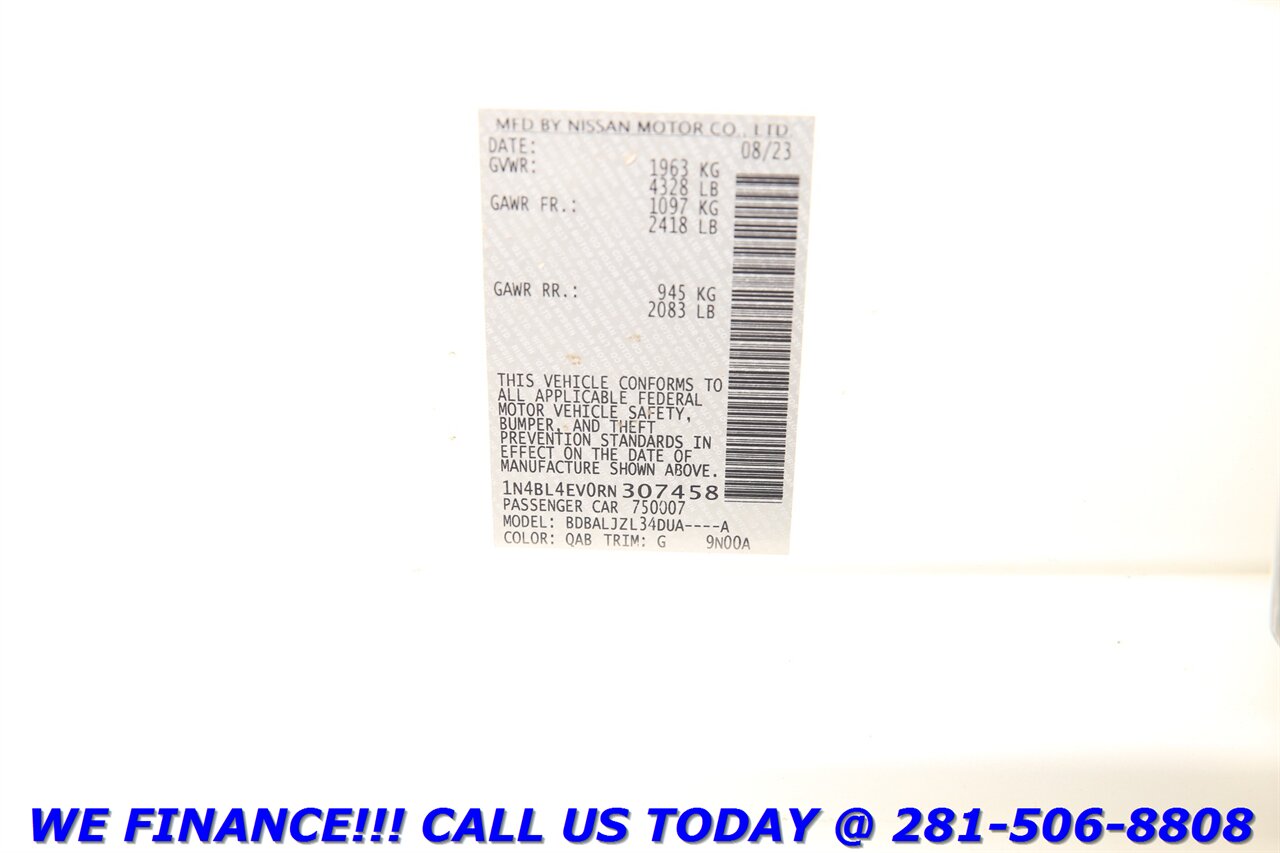 MFD BY NISSAN MOTOR CO., LTD.
DATE: 08/23
GVWR: 1963 KG
4328 LB
GAWR FR.: 1097 KG
2418 LB
GAWR RR.: 945 KG
2083 LB
THIS VEHICLE CONFORMS TO
ALL APPLICABLE FEDERAL
MOTOR VEHICLE SAFETY,
BUMPER, AND THEFT
PREVENTION STANDARDS IN
EFFECT ON THE DATE OF
MANUFACTURE SHOWN ABOVE.
1N4BL4EV0RN307458
PASSENGER CAR 750007
MODEL: BDBALJZL34DUA----A
COLOR: QAB TRIM: G 9N00A
WE FINANCE!!! CALL US TODAY @ 281-506-8808